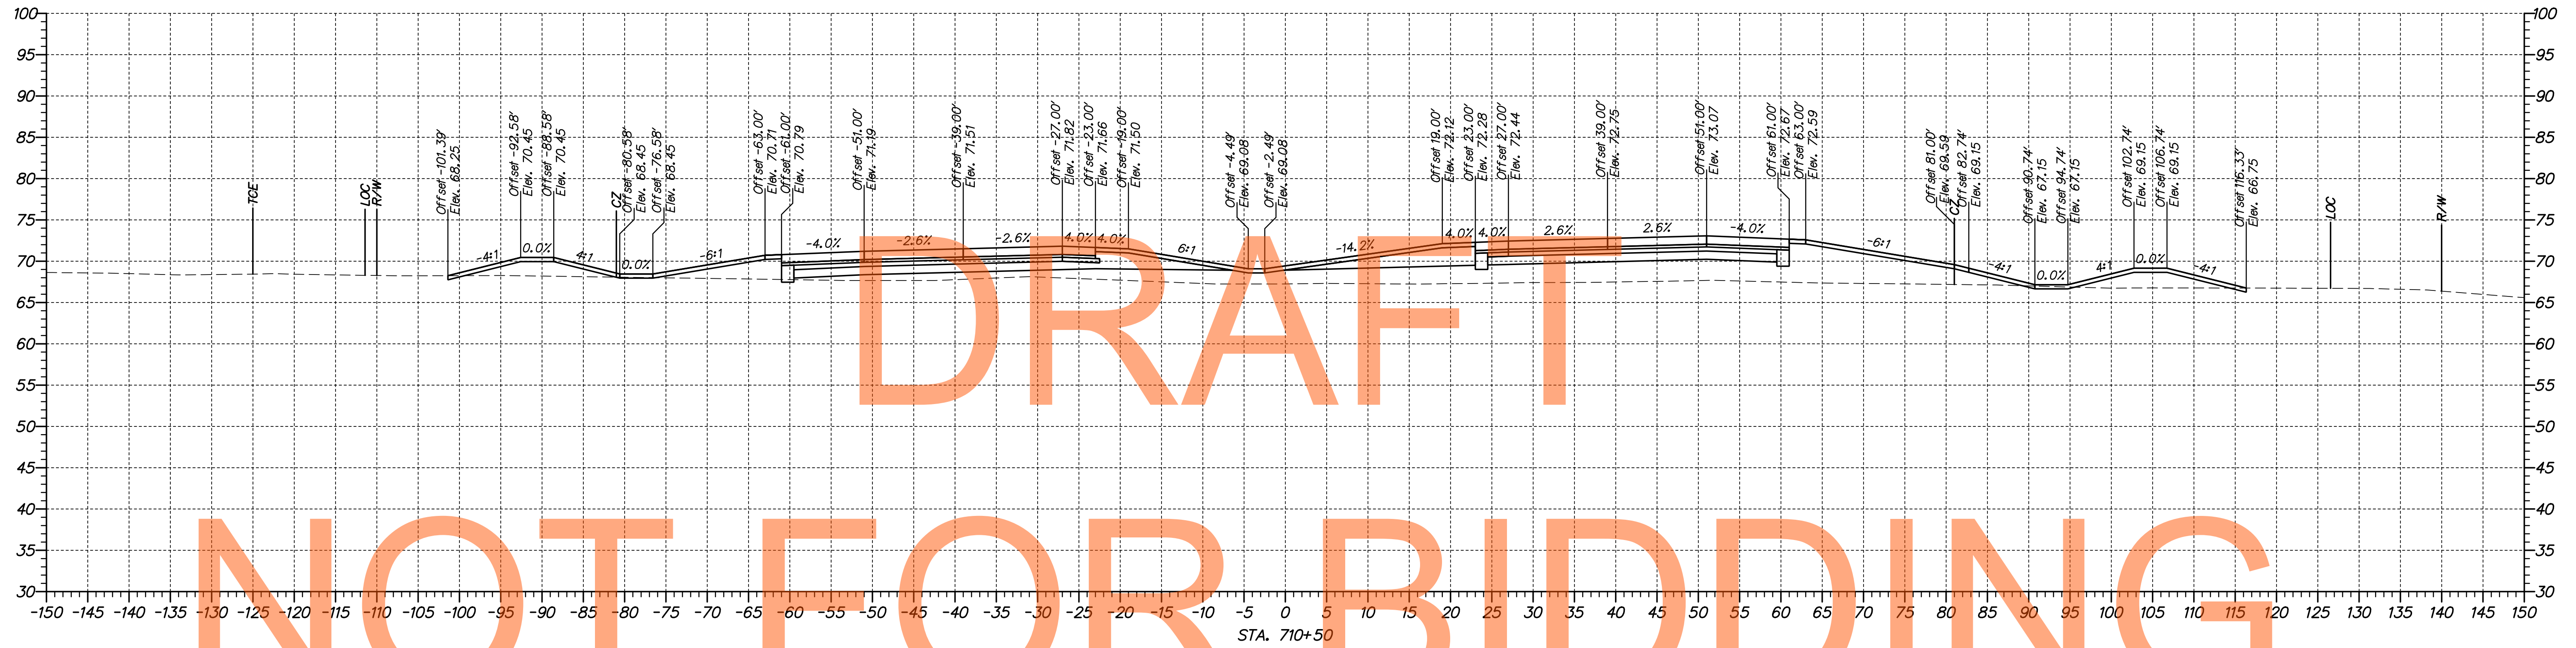 100 100
95 95
90 90
85 85
80 80
75 75
70 70
65 65
60 60
55 55
50 50
45 45
40 40
35 35
30 30
TCE
LOC
R/W
Offset -101.39'
Elev. 68.25
Offset -92.58'
Elev. 70.45
Offset -88.58'
Elev. 70.45
CZ
Offset -80.58'
Elev. 68.45
Offset -76.58'
Elev. 68.45
Offset -63.00'
Elev. 70.71
Offset -61.00'
Elev. 70.79
Offset -51.00'
Elev. 71.19
Offset -39.00'
Elev. 71.51
Offset -27.00'
Elev. 71.82
Offset -23.00'
Elev. 71.66
Offset -19.00'
Elev. 71.50
Offset -4.49'
Elev. 69.08
Offset -2.49'
Elev. 69.08
Offset 19.00'
Elev. 72.12
Offset 23.00'
Elev. 72.28
Offset 27.00'
Elev. 72.44
Offset 39.00'
Elev. 72.75
Offset 51.00'
Elev. 73.07
Offset 61.00'
Elev. 72.67
Offset 63.00'
Elev. 72.59
Offset 81.00'
Elev. 69.59
CZ
Offset 82.74'
Elev. 69.15
Offset 90.74'
Elev. 67.15
Offset 94.74'
Elev. 67.15
Offset 102.74'
Elev. 69.15
Offset 106.74'
Elev. 69.15
Offset 116.33'
Elev. 66.75
LOC
R/W
-4:1 0.0% 4:1 0.0% -6:1 -4.0% -2.6% -2.6% 4.0% 4.0% 6:1 -14.2% 4.0% 4.0% 2.6% 2.6% -4.0% -6:1 -4:1 0.0% 4:1 0.0% -4:1
DRAFT
NOT FOR BIDDING
-150 -145 -140 -135 -130 -125 -120 -115 -110 -105 -100 -95 -90 -85 -80 -75 -70 -65 -60 -55 -50 -45 -40 -35 -30 -25 -20 -15 -10 -5 0 5 10 15 20 25 30 35 40 45 50 55 60 65 70 75 80 85 90 95 100 105 110 115 120 125 130 135 140 145 150
STA. 710+50